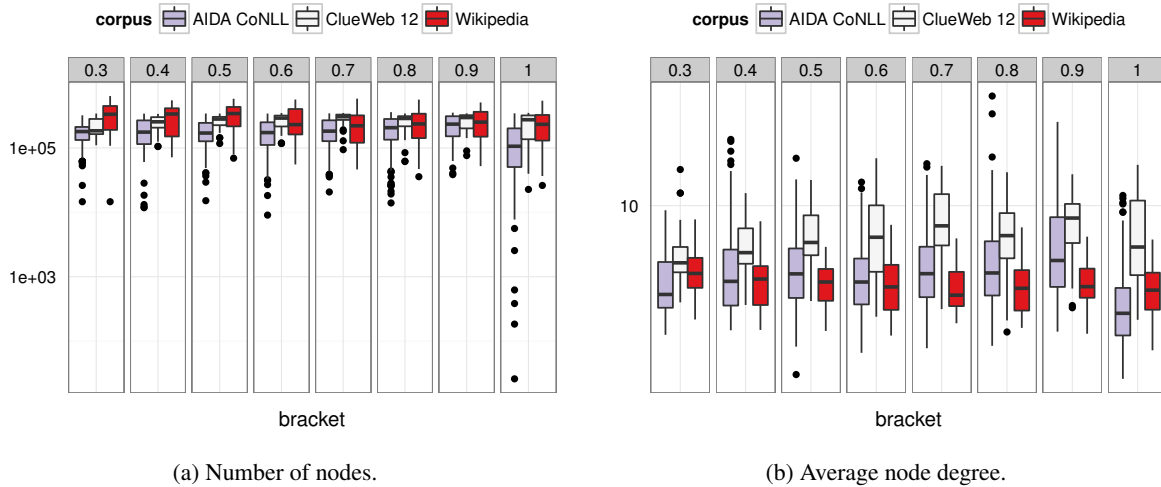 corpus AIDA CoNLL ClueWeb 12 Wikipedia
0.3 0.4 0.5 0.6 0.7 0.8 0.9 1
1e+05
1e+03
bracket
(a) Number of nodes.
corpus AIDA CoNLL ClueWeb 12 Wikipedia
0.3 0.4 0.5 0.6 0.7 0.8 0.9 1
10
bracket
(b) Average node degree.